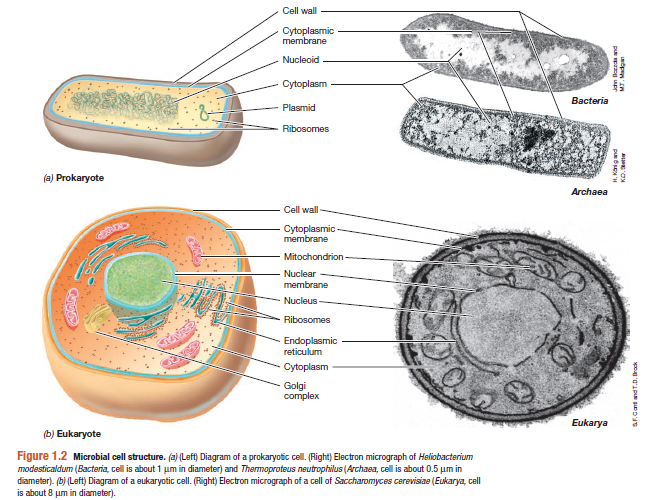 Cell wall
Cytoplasmic
membrane
Nucleoid
Cytoplasm
Plasmid
Ribosomes
Bacteria
John Bozzola and
M.T. Madigan
Archaea
H. König and
K.O. Stetter
(a) Prokaryote
Cell wall
Cytoplasmic
membrane
Mitochondrion
Nuclear
membrane
Nucleus
Ribosomes
Endoplasmic
reticulum
Cytoplasm
Golgi
complex
Eukarya
S.F. Conti and T.D. Brock
(b) Eukaryote
Figure 1.2 Microbial cell structure. (a) (Left) Diagram of a prokaryotic cell. (Right) Electron micrograph of Heliobacterium
modesticaldum (Bacteria, cell is about 1 μm in diameter) and Thermoproteus neutrophilus (Archaea, cell is about 0.5 μm in
diameter). (b) (Left) Diagram of a eukaryotic cell. (Right) Electron micrograph of a cell of Saccharomyces cerevisiae (Eukarya, cell
is about 8 μm in diameter).